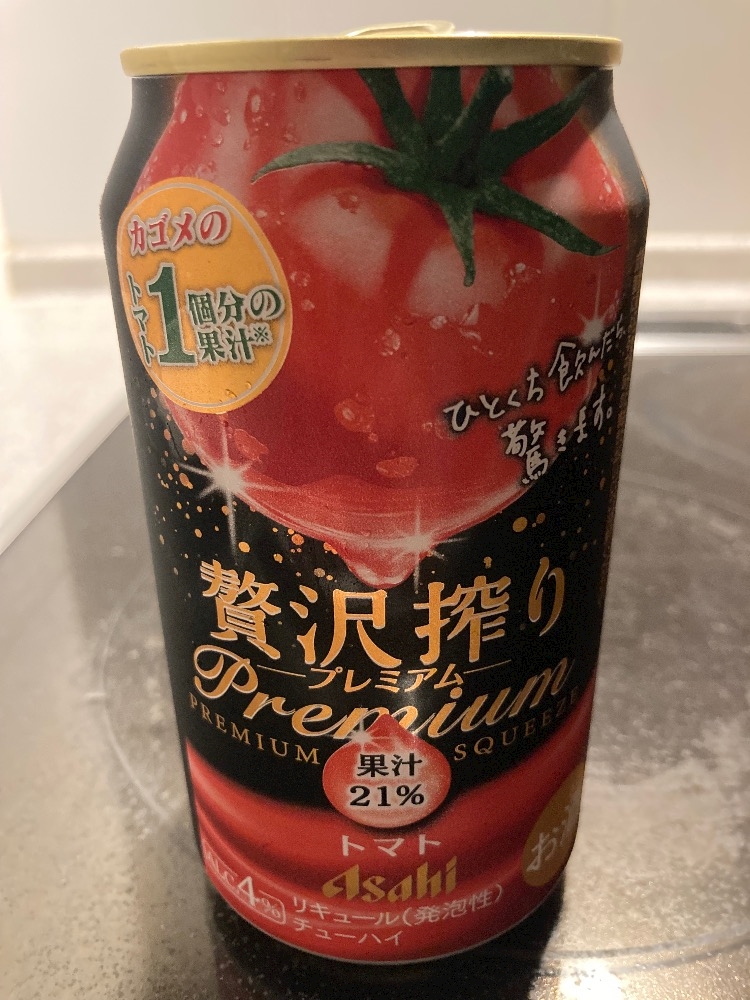 カゴメの
トマト
1個分の
果汁※
ひとくち飲んだら、
驚きます。
贅沢搾り
プレミアム
Premium
PREMIUM SQUEEZE
果汁
21%
トマト
Asahi
ALC.4%
リキュール(発泡性)
チューハイ